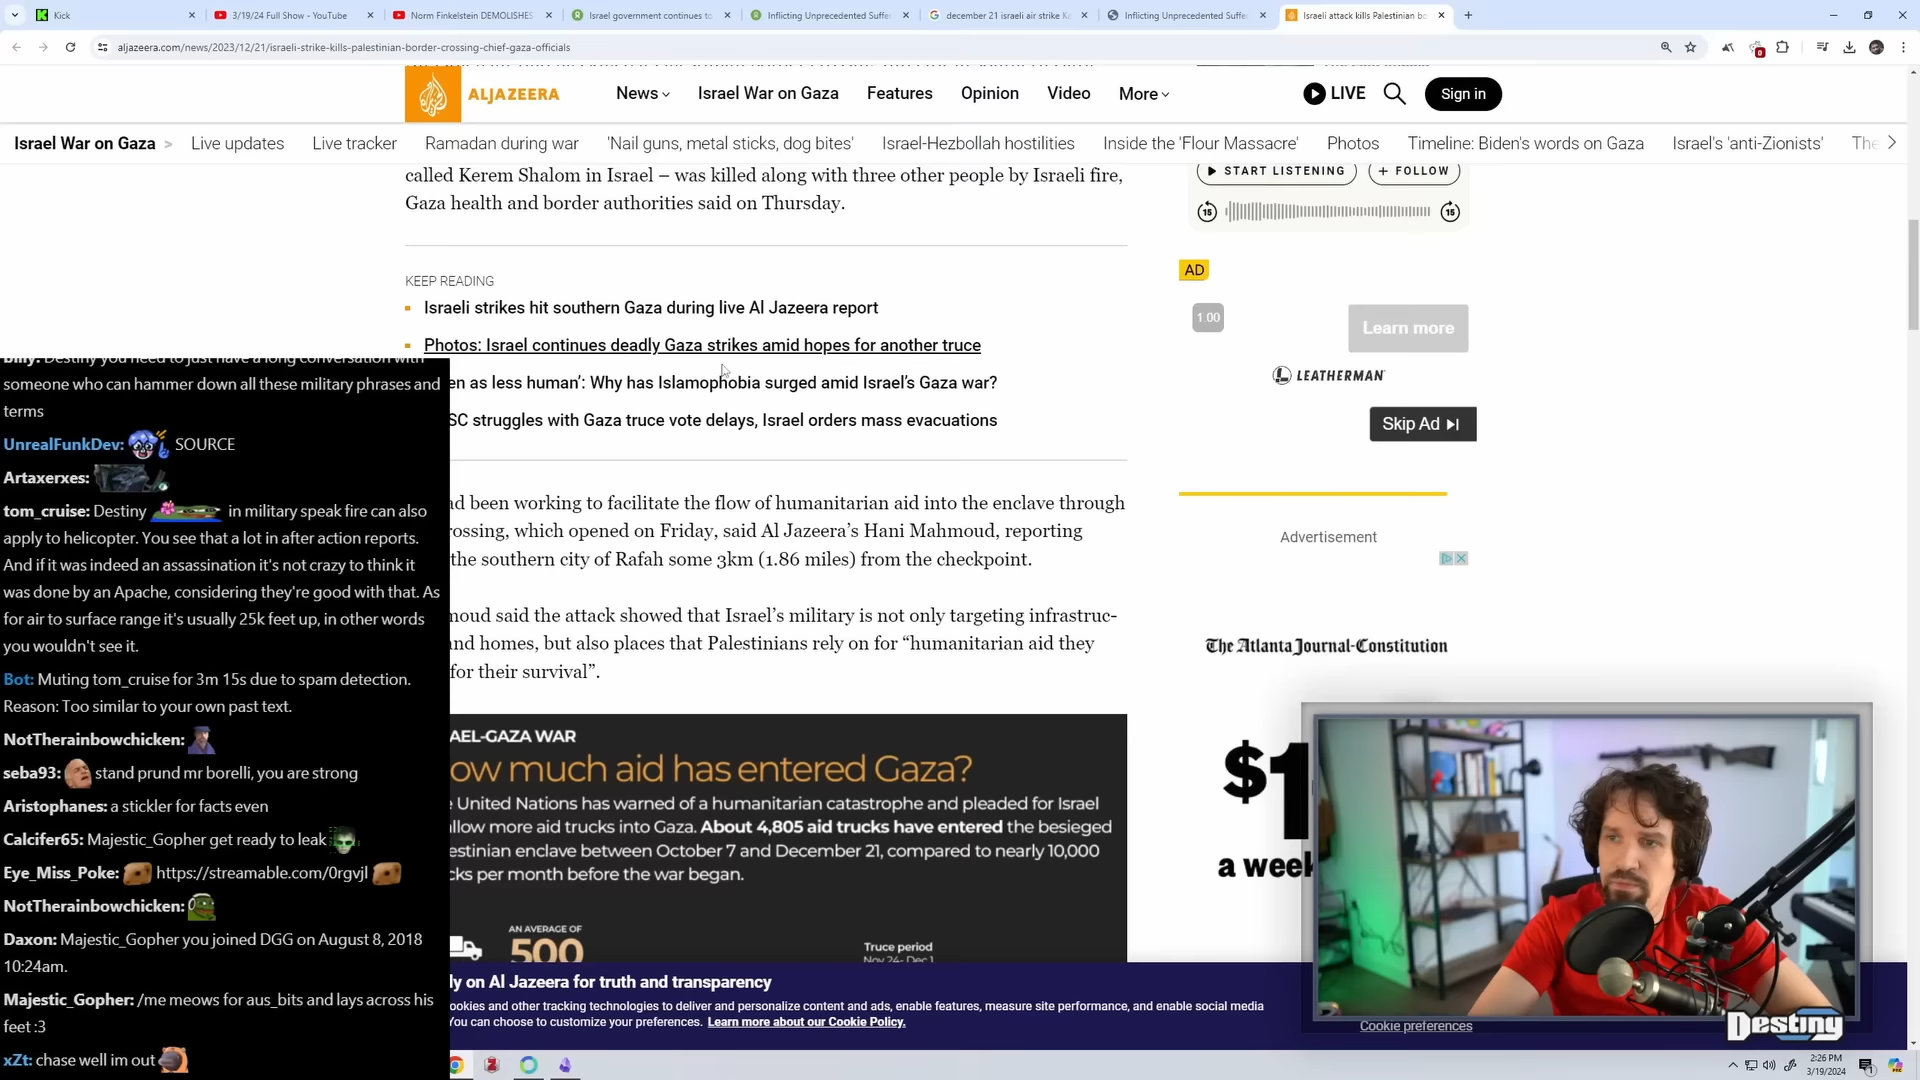 Kick
3/19/24 Full Show - YouTube
Norm Finkelstein DEMOLISHES
Israel government continues to
Inflicting Unprecedented Suffe
december 21 israeli air strike K
Inflicting Unprecedented Suffe
Israeli attack kills Palestinian bo
aljazeera.com/news/2023/12/21/israeli-strike-kills-palestinian-border-crossing-chief-gaza-officials
ALJAZEERA
News
Israel War on Gaza
Features
Opinion
Video
More
LIVE
Sign in
Israel War on Gaza >
Live updates
Live tracker
Ramadan during war
'Nail guns, metal sticks, dog bites'
Israel-Hezbollah hostilities
Inside the 'Flour Massacre'
Photos
Timeline: Biden's words on Gaza
Israel's 'anti-Zionists'
The
called Kerem Shalom in Israel – was killed along with three other people by Israeli fire,
Gaza health and border authorities said on Thursday.
KEEP READING
Israeli strikes hit southern Gaza during live Al Jazeera report
Photos: Israel continues deadly Gaza strikes amid hopes for another truce
en as less human’: Why has Islamophobia surged amid Israel’s Gaza war?
SC struggles with Gaza truce vote delays, Israel orders mass evacuations
ad been working to facilitate the flow of humanitarian aid into the enclave through
rossing, which opened on Friday, said Al Jazeera’s Hani Mahmoud, reporting
the southern city of Rafah some 3km (1.86 miles) from the checkpoint.
moud said the attack showed that Israel’s military is not only targeting infrastruc-
and homes, but also places that Palestinians rely on for “humanitarian aid they
for their survival”.
AEL-GAZA WAR
ow much aid has entered Gaza?
e United Nations has warned of a humanitarian catastrophe and pleaded for Israel
allow more aid trucks into Gaza. About 4,805 aid trucks have entered the besieged
estinian enclave between October 7 and December 21, compared to nearly 10,000
cks per month before the war began.
AN AVERAGE OF
500
Truce period
Nov 24- Dec 1
ly on Al Jazeera for truth and transparency
ookies and other tracking technologies to deliver and personalize content and ads, enable features, measure site performance, and enable social media
You can choose to customize your preferences. Learn more about our Cookie Policy.
Cookie preferences
START LISTENING
+ FOLLOW
15
15
AD
1.00
Learn more
LEATHERMAN
Skip Ad
Advertisement
The Atlanta Journal-Constitution
$1
a week
Destiny
billy: Destiny you need to just have a long conversation with
someone who can hammer down all these military phrases and
terms
UnrealFunkDev: SOURCE
Artaxerxes:
tom_cruise: Destiny in military speak fire can also
apply to helicopter. You see that a lot in after action reports.
And if it was indeed an assassination it's not crazy to think it
was done by an Apache, considering they're good with that. As
for air to surface range it's usually 25k feet up, in other words
you wouldn't see it.
Bot: Muting tom_cruise for 3m 15s due to spam detection.
Reason: Too similar to your own past text.
NotTherainbowchicken:
seba93: stand prund mr borelli, you are strong
Aristophanes: a stickler for facts even
Calcifer65: Majestic_Gopher get ready to leak
Eye_Miss_Poke: https://streamable.com/0rgvjl
NotTherainbowchicken:
Daxon: Majestic_Gopher you joined DGG on August 8, 2018
10:24am.
Majestic_Gopher: /me meows for aus_bits and lays across his
feet :3
xZt: chase well im out
2:26 PM
3/19/2024